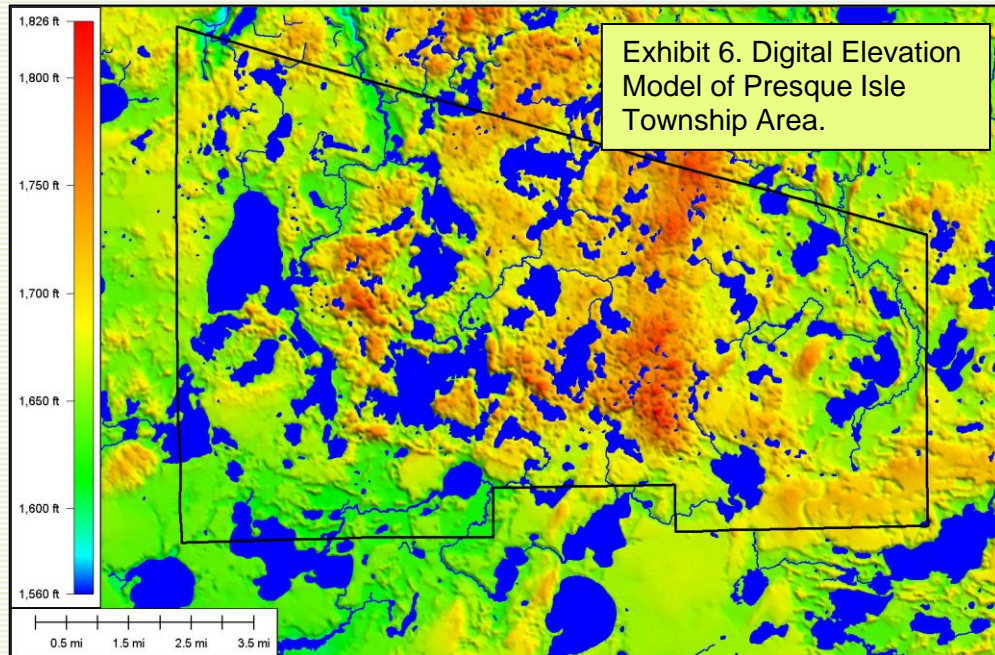 1,826 ft
1,800 ft
1,750 ft
1,700 ft
1,650 ft
1,600 ft
1,560 ft
Exhibit 6. Digital Elevation
Model of Presque Isle
Township Area.
0.5 mi 1.5 mi 2.5 mi 3.5 mi